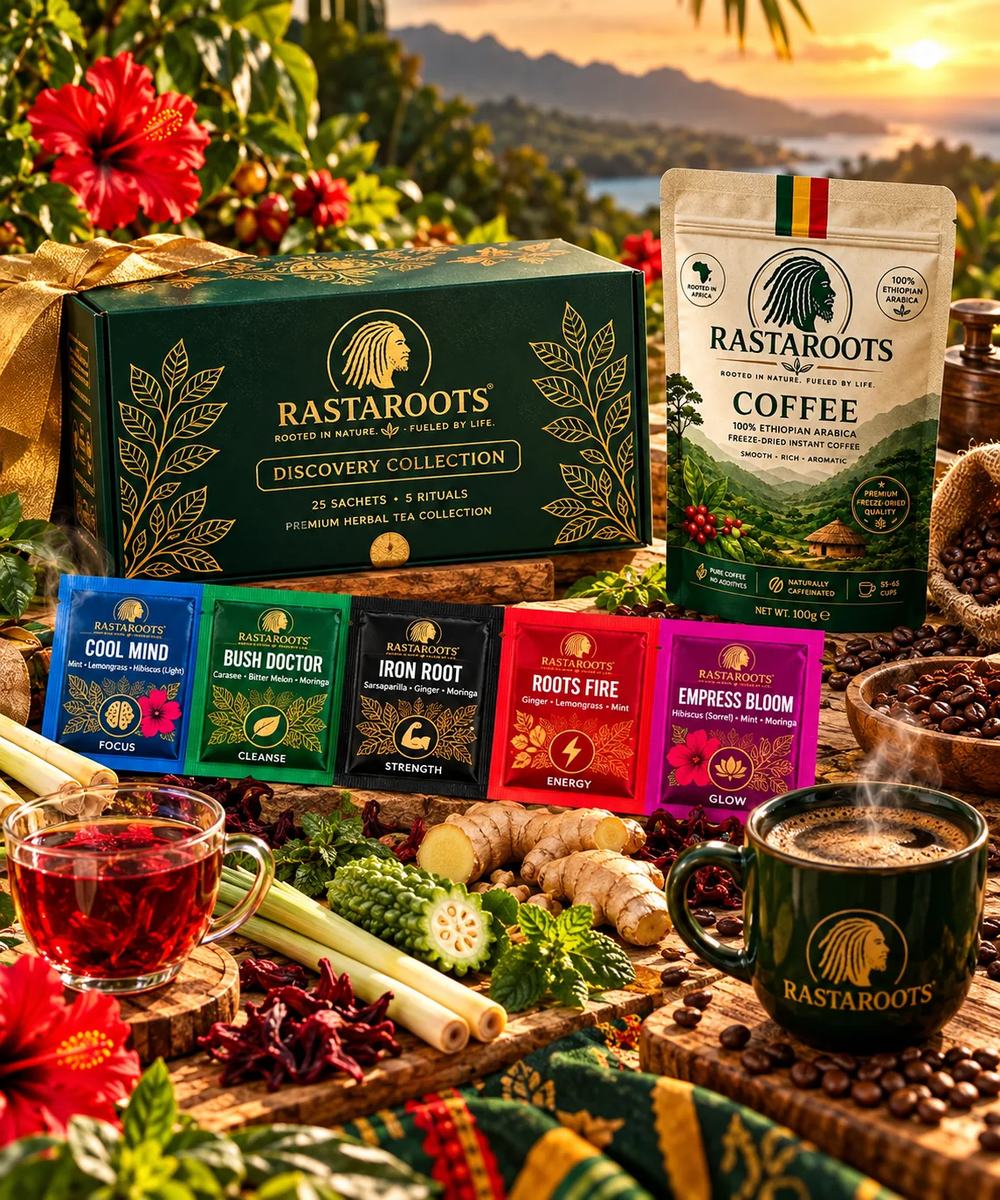 RASTAROOTS®
ROOTED IN NATURE. · FUELED BY LIFE.
DISCOVERY COLLECTION
25 SACHETS • 5 RITUALS
PREMIUM HERBAL TEA COLLECTION
ROOTED IN
AFRICA
100%
ETHIOPIAN
ARABICA
RASTAROOTS
ROOTED IN NATURE. FUELED BY LIFE.
COFFEE
100% ETHIOPIAN ARABICA
FREEZE-DRIED INSTANT COFFEE
SMOOTH • RICH • AROMATIC
PREMIUM
FREEZE-DRIED
QUALITY
PURE COFFEE
NO ADDITIVES
NATURALLY
CAFFEINATED
55-65
CUPS
NET WT. 100g e
RASTAROOTS
COOL MIND
Mint • Lemongrass • Hibiscus (Light)
FOCUS
RASTAROOTS
BUSH DOCTOR
Carasee • Bitter Melon • Moringa
CLEANSE
RASTAROOTS
IRON ROOT
Sarsaparilla • Ginger • Moringa
STRENGTH
RASTAROOTS
ROOTS FIRE
Ginger • Lemongrass • Mint
ENERGY
RASTAROOTS
EMPRESS BLOOM
Hibiscus (Sorrel) • Mint • Moringa
GLOW
RASTAROOTS